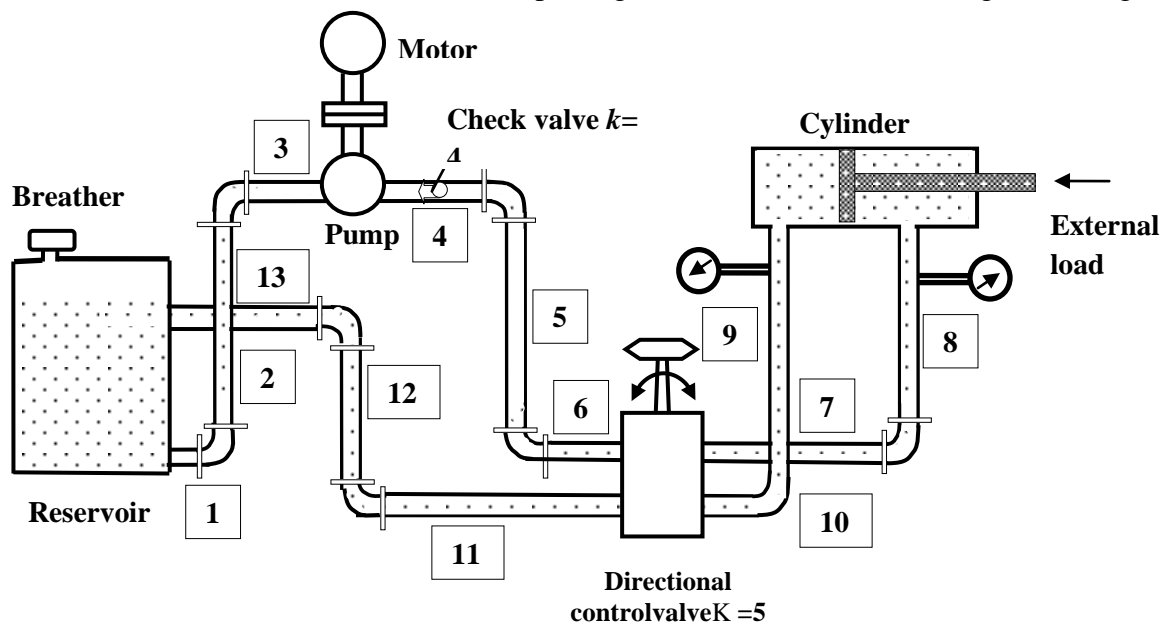 Motor
Check valve k=
Cylinder
3
Breather
Pump
4
External
load
13
5
9
8
2
12
6
7
Reservoir
1
11
10
Directional
controlvalveK =5